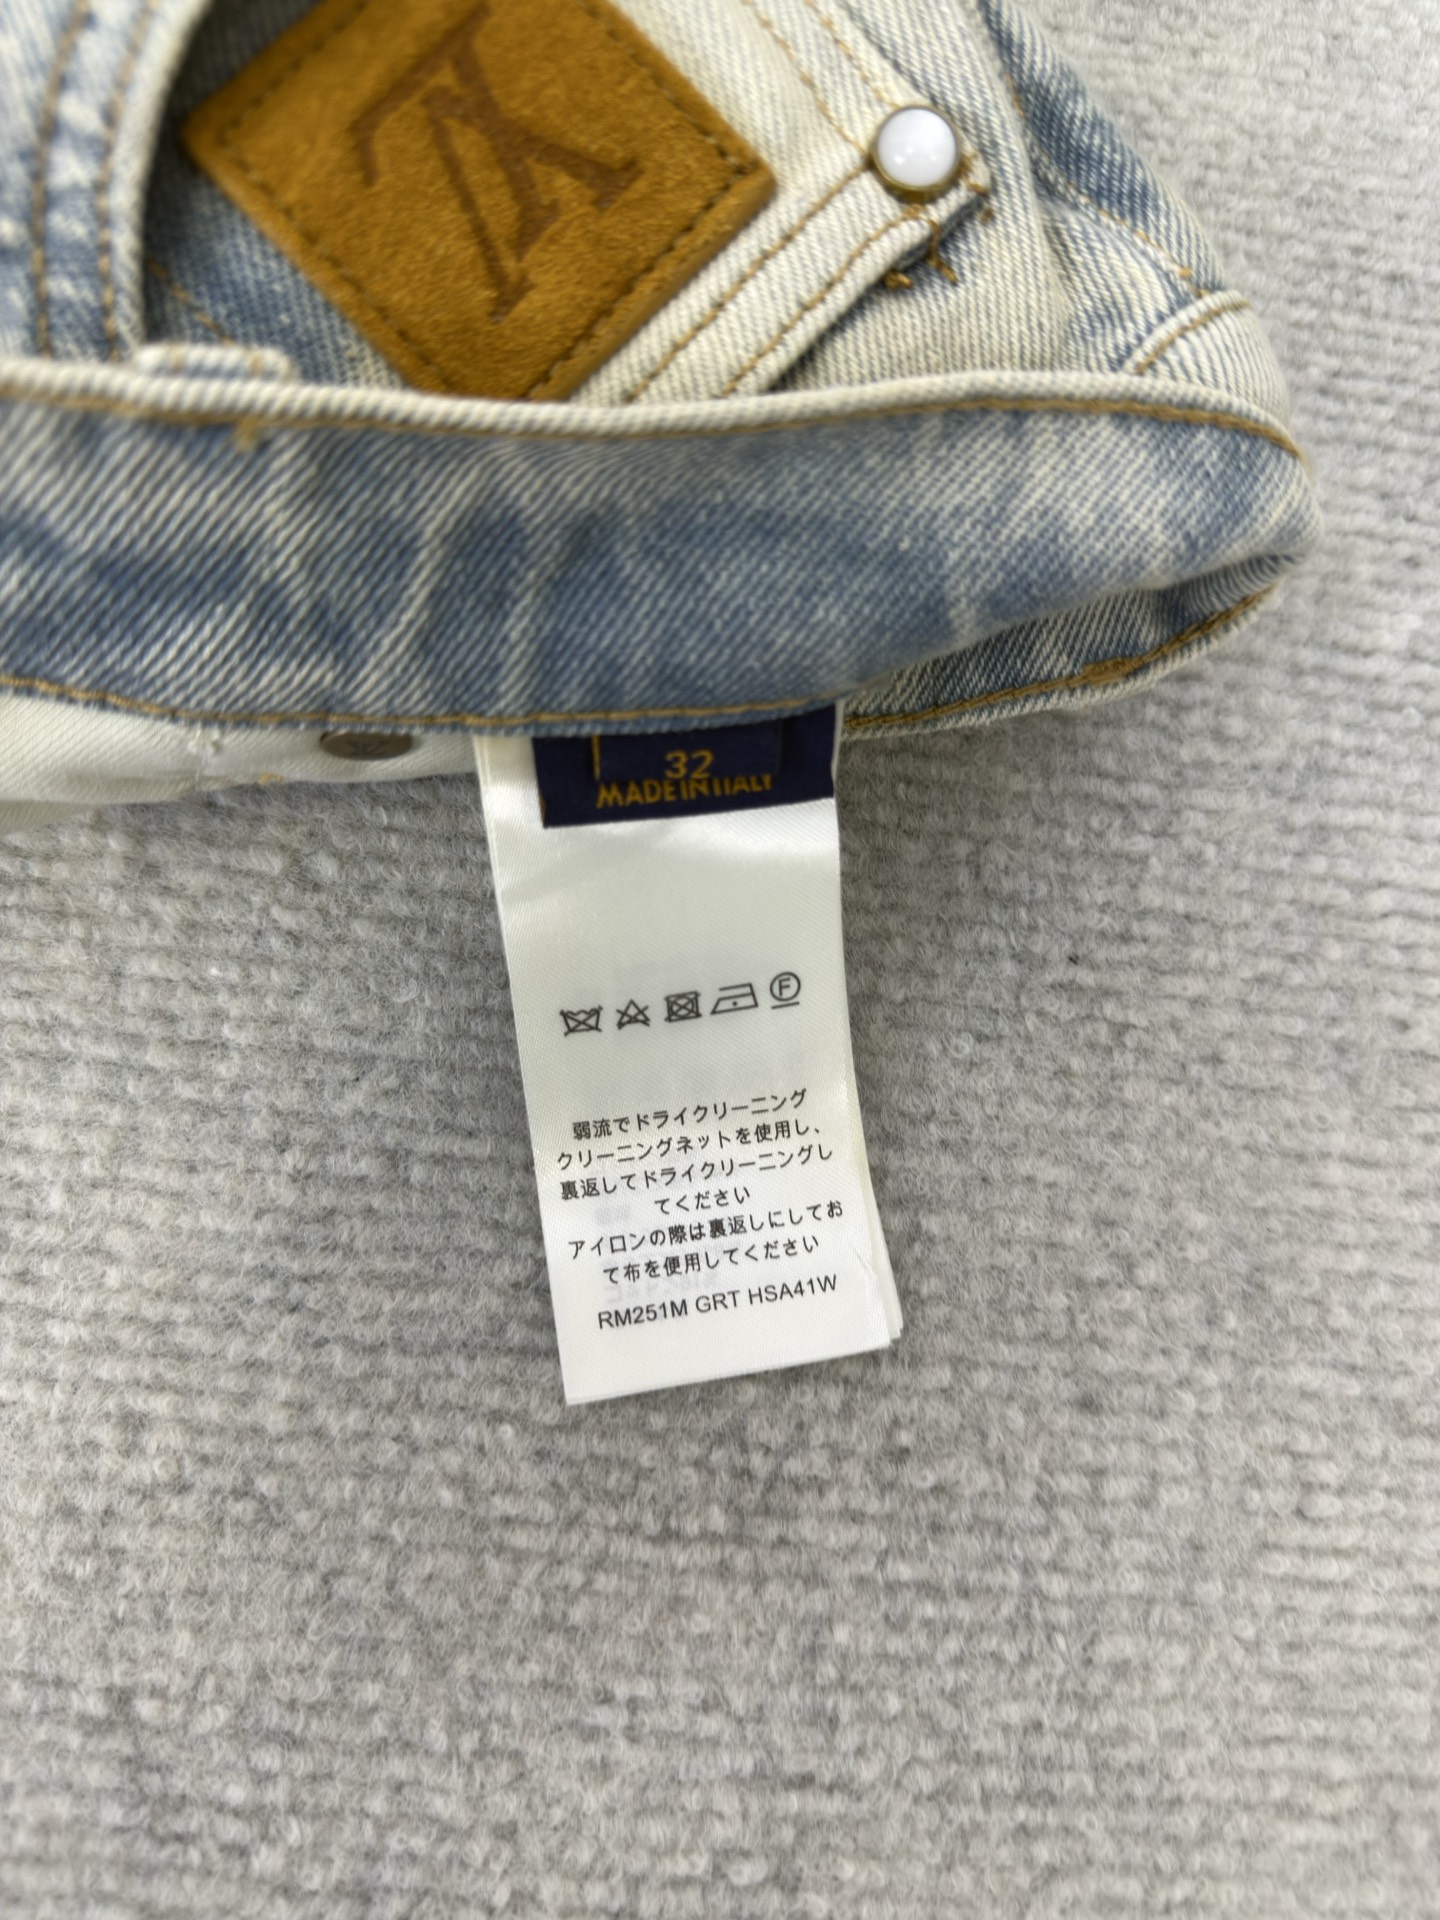 LV
32
MADE IN ITALY
F
弱流でドライクリーニング
クリーニングネットを使用し、
裏返してドライクリーニングし
てください
アイロンの際は裏返しにしてお
て布を使用してください
RM251M GRT HSA41W